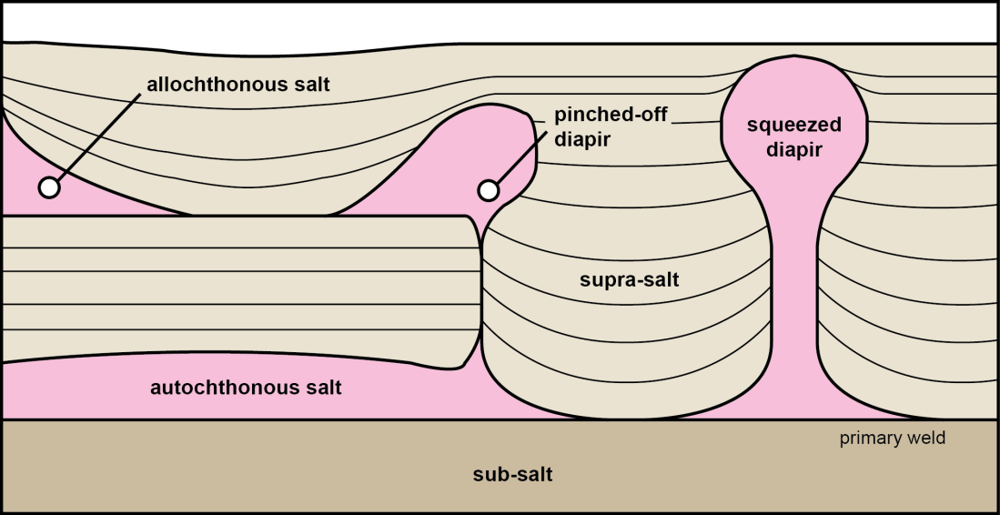 allochthonous salt
pinched-off
diapir
squeezed
diapir
supra-salt
autochthonous salt
primary weld
sub-salt